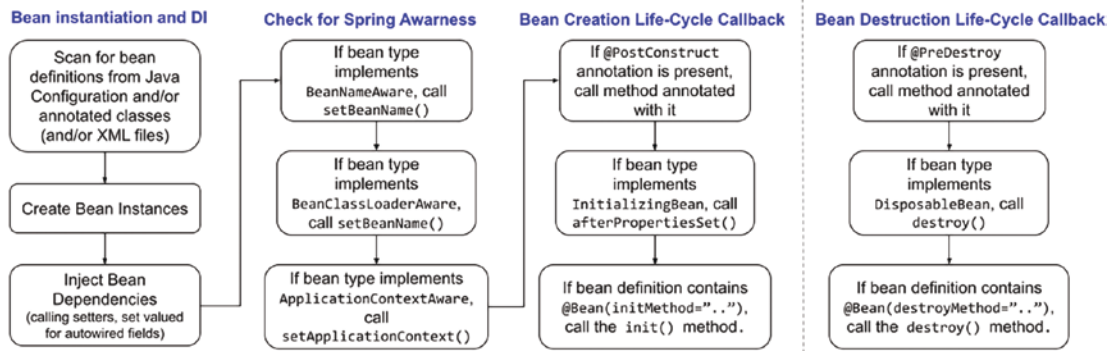 Bean instantiation and DI
Scan for bean
definitions from Java
Configuration and/or
annotated classes
(and/or XML files)
Create Bean Instances
Inject Bean
Dependencies
(calling setters, set valued
for autowired fields)
Check for Spring Awarness
If bean type
implements
BeanNameAware, call
setBeanName()
If bean type
implements
BeanClassLoaderAware,
call setBeanName()
If bean type implements
ApplicationContextAware,
call
setApplicationContext()
Bean Creation Life-Cycle Callback
If @PostConstruct
annotation is present,
call method annotated
with it
If bean type
implements
InitializingBean, call
afterPropertiesSet()
If bean definition contains
@Bean(initMethod=".."),
call the init() method.
Bean Destruction Life-Cycle Callback
If @PreDestroy
annotation is present,
call method annotated
with it
If bean type
implements
DisposableBean, call
destroy()
If bean definition contains
@Bean(destroyMethod=".."),
call the destroy() method.